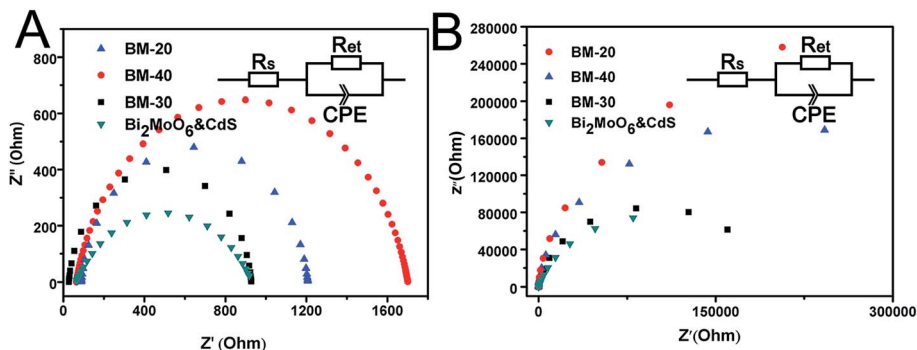 A
BM-20
BM-40
BM-30
Bi₂MoO₆&CdS
Rs
Ret
CPE
Z'' (Ohm)
800
600
400
200
0
0
400
800
1200
1600
Z' (Ohm)
B
BM-20
BM-40
BM-30
Bi₂MoO₆&CdS
Rs
Ret
CPE
z''(Ohm)
280000
240000
200000
160000
120000
80000
40000
0
0
150000
300000
Z'(Ohm)